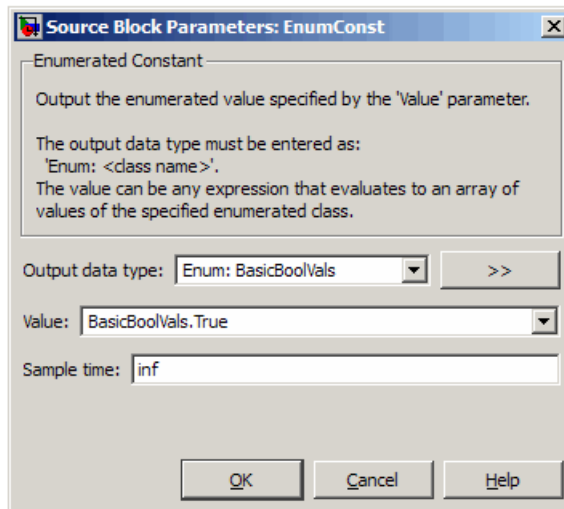 Source Block Parameters: EnumConst
Enumerated Constant
Output the enumerated value specified by the 'Value' parameter.
The output data type must be entered as:
'Enum: <class name>'.
The value can be any expression that evaluates to an array of
values of the specified enumerated class.
Output data type: Enum: BasicBoolVals >>
Value: BasicBoolVals.True
Sample time: inf
OK Cancel Help